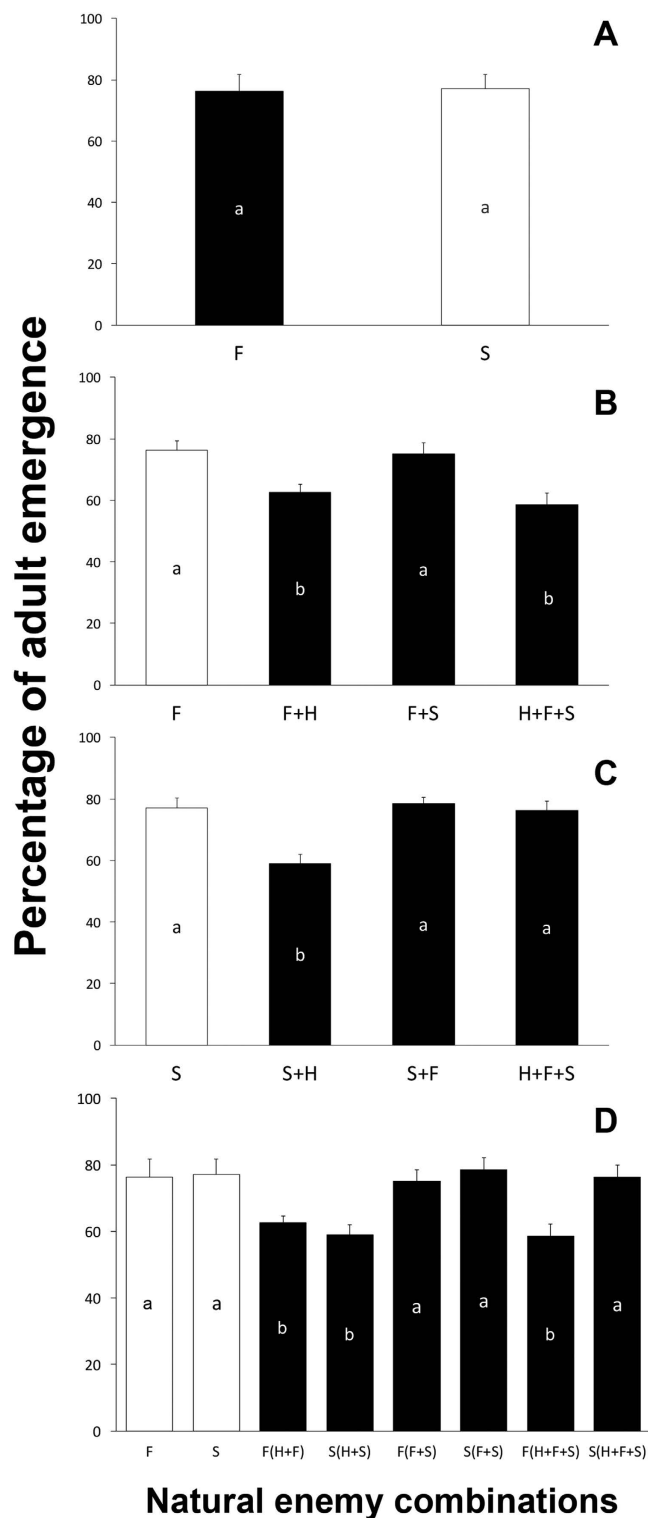 Percentage of adult emergence
A
100
80
60
40
20
0
a
a
F
S
B
100
80
60
40
20
0
a
b
a
b
F
F+H
F+S
H+F+S
C
100
80
60
40
20
0
a
b
a
a
S
S+H
S+F
H+F+S
D
100
80
60
40
20
0
a
a
b
b
a
a
b
a
F
S
F(H+F)
S(H+S)
F(F+S)
S(F+S)
F(H+F+S)
S(H+F+S)
Natural enemy combinations